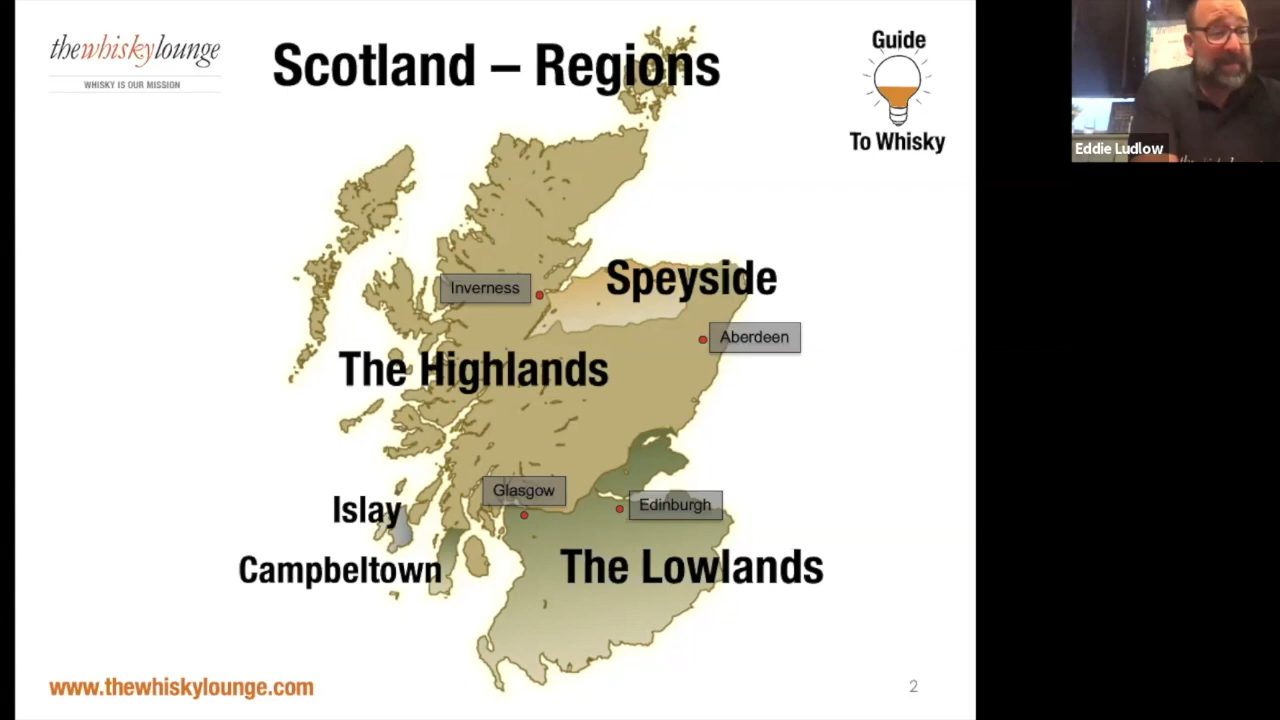 thewhiskylounge
WHISKY IS OUR MISSION
Scotland – Regions
Guide
To Whisky
Eddie Ludlow
Speyside
Inverness
Aberdeen
The Highlands
Glasgow
Edinburgh
Islay
Campbeltown
The Lowlands
www.thewhiskylounge.com
2